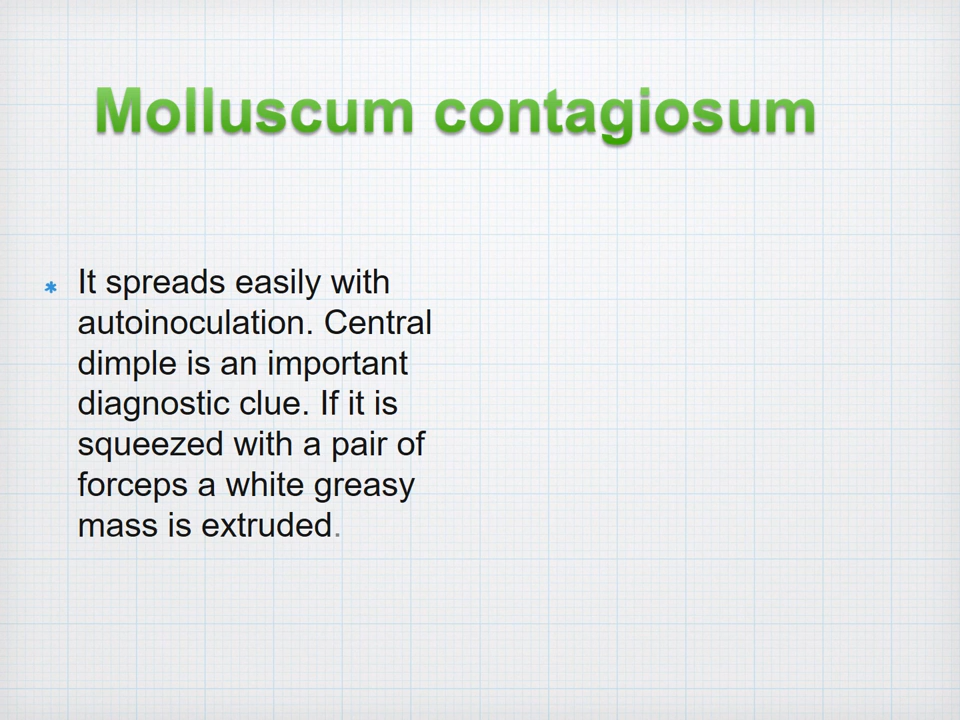 Molluscum contagiosum
* It spreads easily with
autoinoculation. Central
dimple is an important
diagnostic clue. If it is
squeezed with a pair of
forceps a white greasy
mass is extruded.